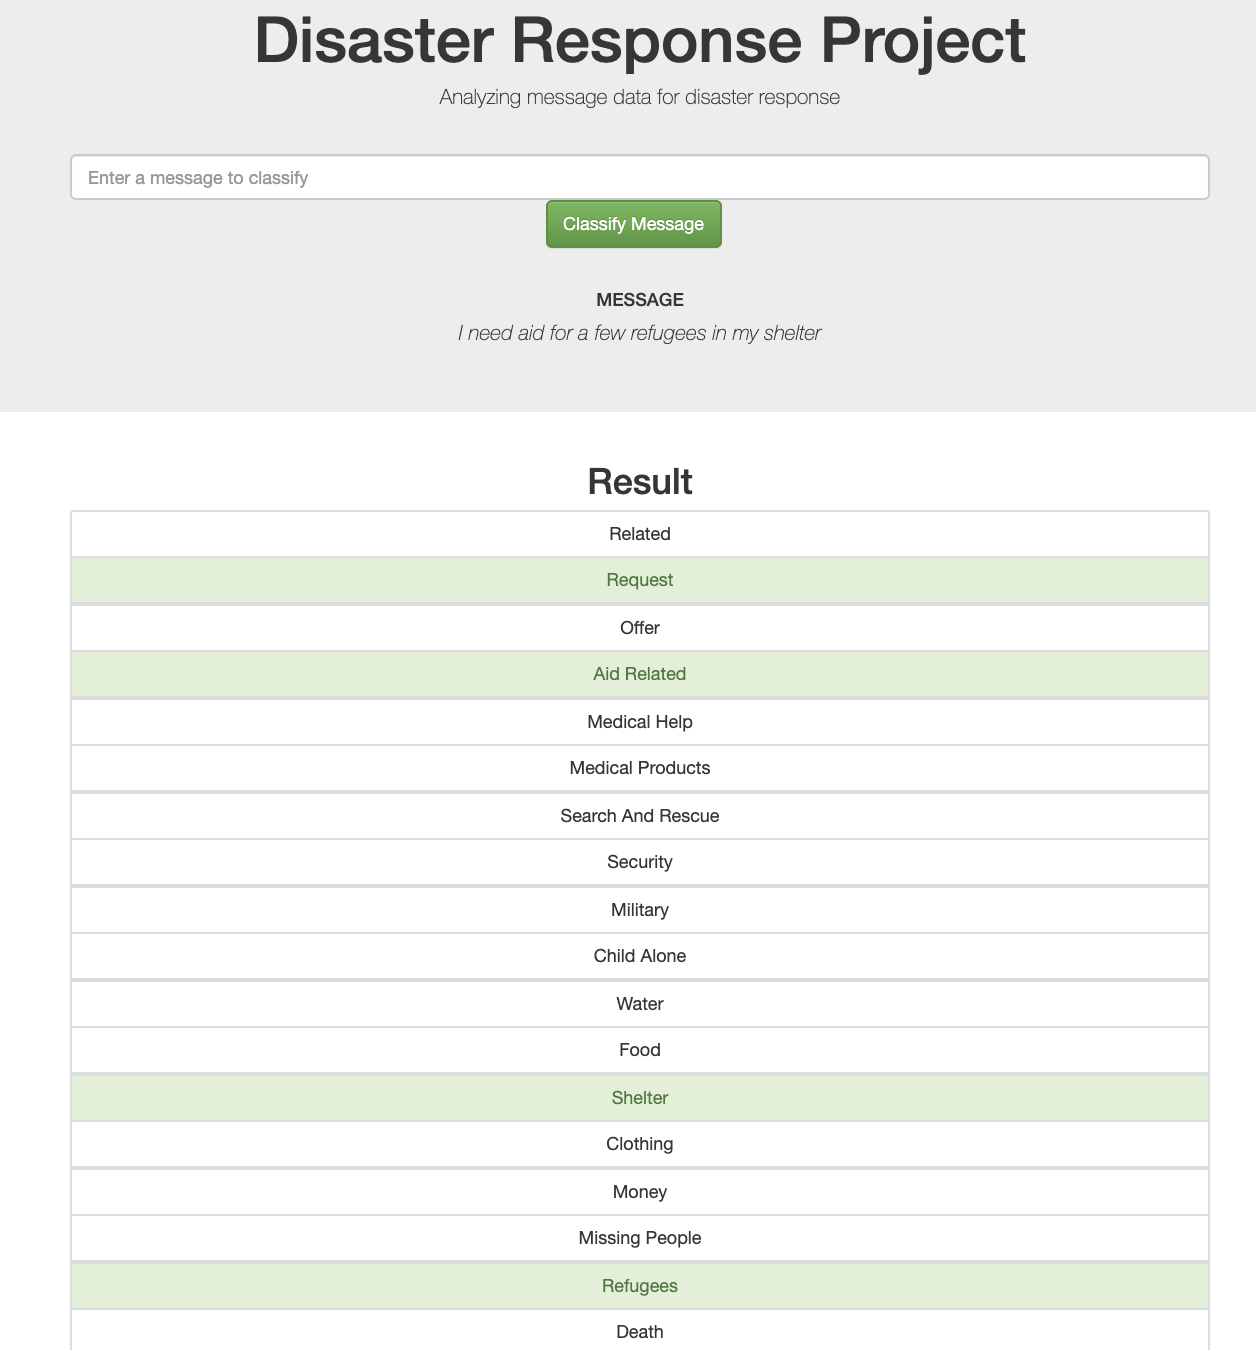 Disaster Response Project
Analyzing message data for disaster response
Enter a message to classify
Classify Message
MESSAGE
I need aid for a few refugees in my shelter
Result
Related
Request
Offer
Aid Related
Medical Help
Medical Products
Search And Rescue
Security
Military
Child Alone
Water
Food
Shelter
Clothing
Money
Missing People
Refugees
Death